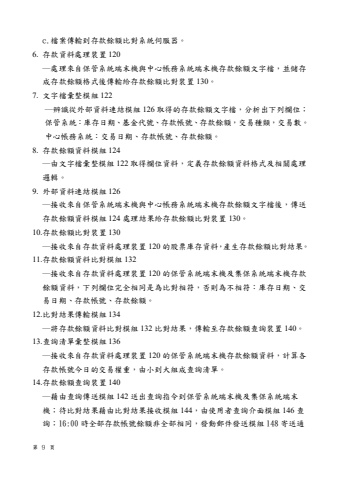 c.檔案傳輸到存款餘額比對系統伺服器。
6. 存款資料處理裝置 120
—處理來自保管系統端末機與中心帳務系統端末機存款餘額文字檔，並儲存
成存款餘額格式後傳輸給存款餘額比對裝置 130。
7. 文字檔彙整模組 122
—辨識從外部資料連結模組 126 取得的存款餘額文字檔，分析出下列欄位；
保管系統：庫存日期、基金代號、存款帳號、存款餘額，交易種類，交易數。
中心帳務系統：交易日期、存款帳號、存款餘額。
8. 存款餘額資料模組 124
—由文字檔彙整模組 122 取得欄位資料，定義存款餘額資料格式及相關處理
邏輯。
9. 外部資料連結模組 126
—接收來自保管系統端末機與中心帳務系統端末機存款餘額文字檔後，傳送
存款餘額資料模組 124 處理結果給存款餘額比對裝置 130。
10.存款餘額比對裝置 130
—接收來自存款資料處理裝置 120 的股票庫存資料，產生存款餘額比對結果。
11.存款餘額資料比對模組 132
—接收來自存款資料處理裝置 120 的保管系統端末機及集保系統端末機存款
餘額資料，下列欄位完全相同是為比對相符，否則為不相符：庫存日期、交
易日期、存款帳號、存款餘額。
12.比對結果傳輸模組 134
—將存款餘額資料比對模組 132 比對結果，傳輸至存款餘額查詢裝置 140。
13.查詢清單彙整模組 136
—接收來自存款資料處理裝置 120 的保管系統端末機存款餘額資料，計算各
存款帳號今日的交易權重，由小到大組成查詢清單。
14.存款餘額查詢裝置 140
—藉由查詢傳送模組 142 送出查詢指令到保管系統端末機及集保系統端末
機；待比對結果藉由比對結果接收模組 144，由使用者查詢介面模組 146 查
詢；16:00 時全部存款帳號餘額非全部相同，發動郵件發送模組 148 寄送通
第 9 頁